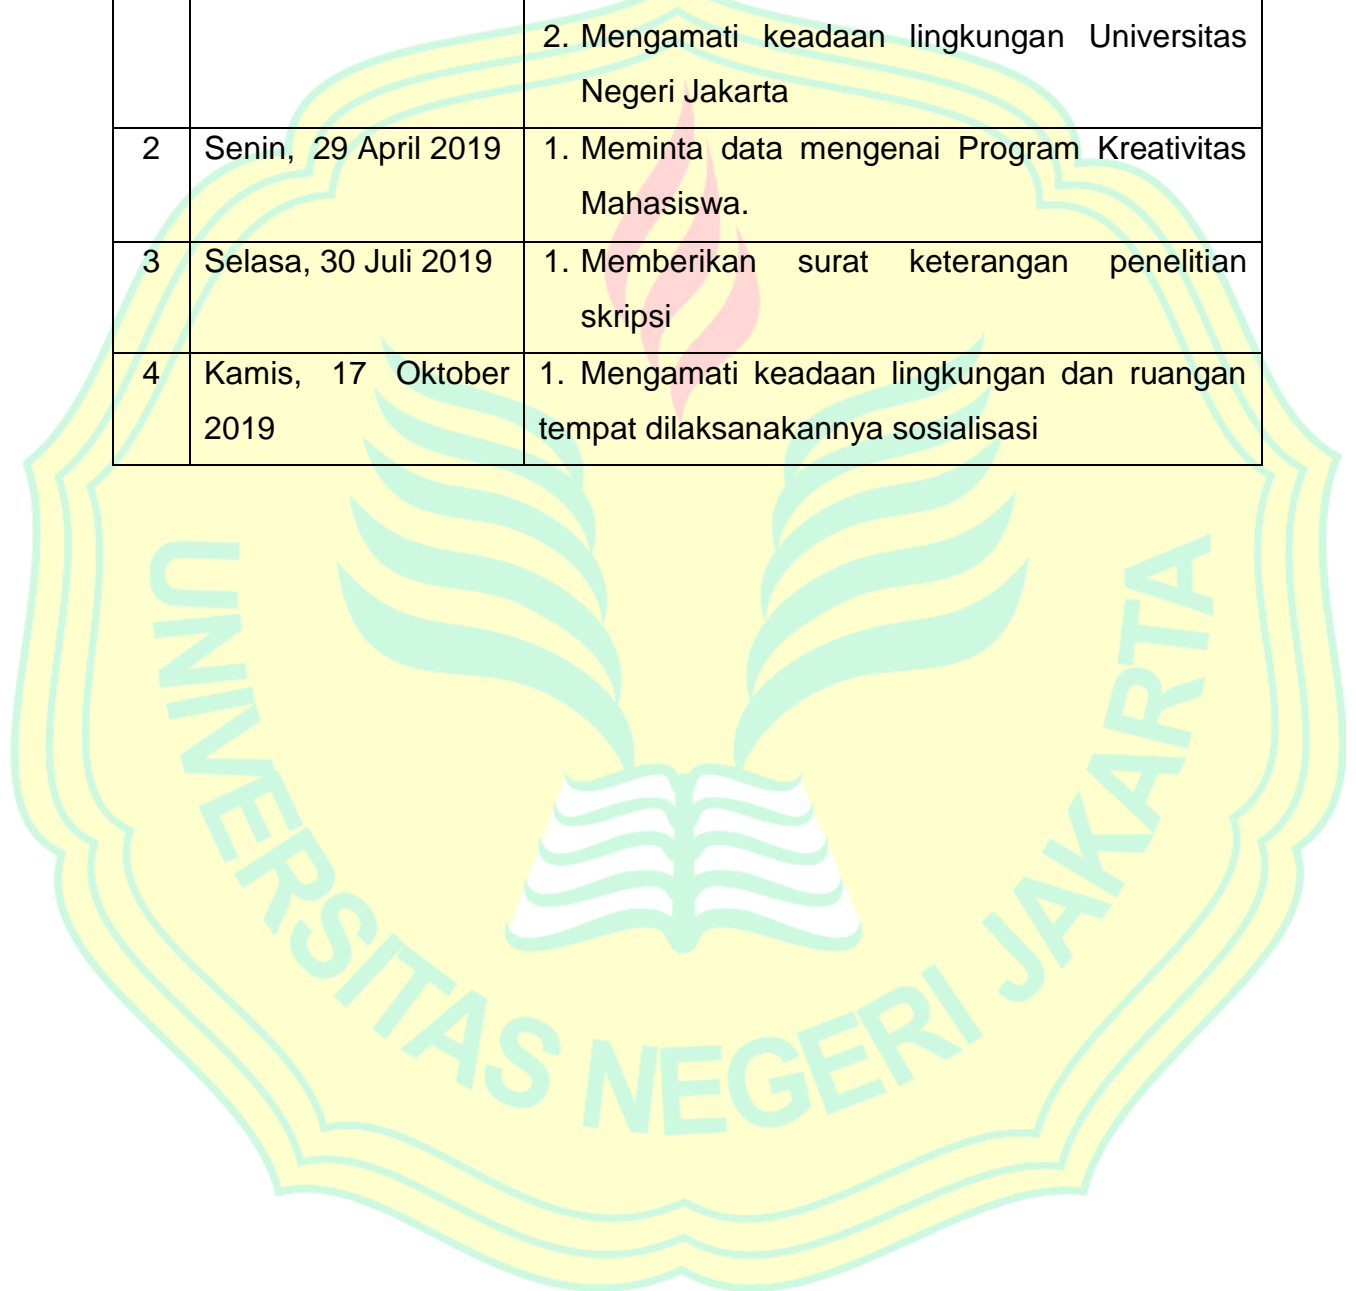 2. Mengamati keadaan lingkungan Universitas
Negeri Jakarta
2 Senin, 29 April 2019 1. Meminta data mengenai Program Kreativitas
Mahasiswa.
3 Selasa, 30 Juli 2019 1. Memberikan surat keterangan penelitian
skripsi
4 Kamis, 17 Oktober 1. Mengamati keadaan lingkungan dan ruangan
2019 tempat dilaksanakannya sosialisasi
UNIVERSITAS NEGERI JAKARTA